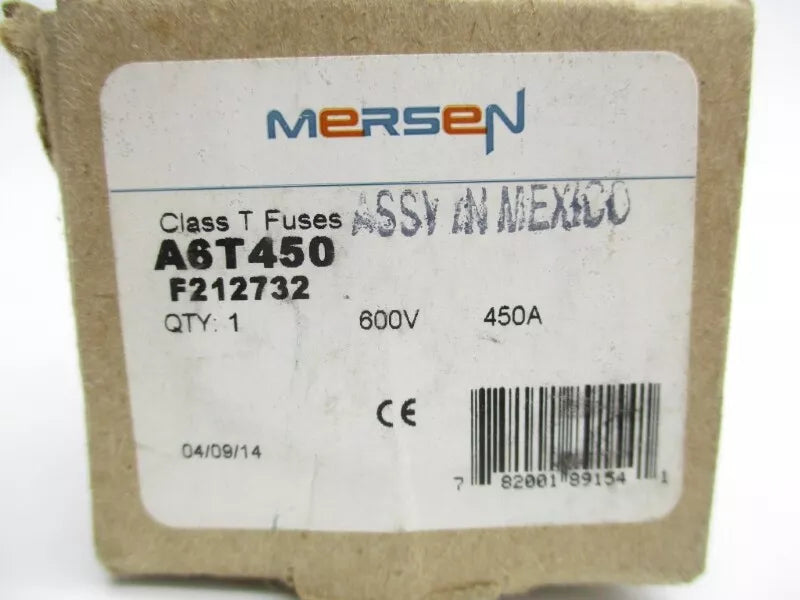 MERSEN
Class T Fuses ASSY IN MEXICO
A6T450
F212732
QTY: 1 600V 450A
CE
04/09/14
7 82001 89154 1